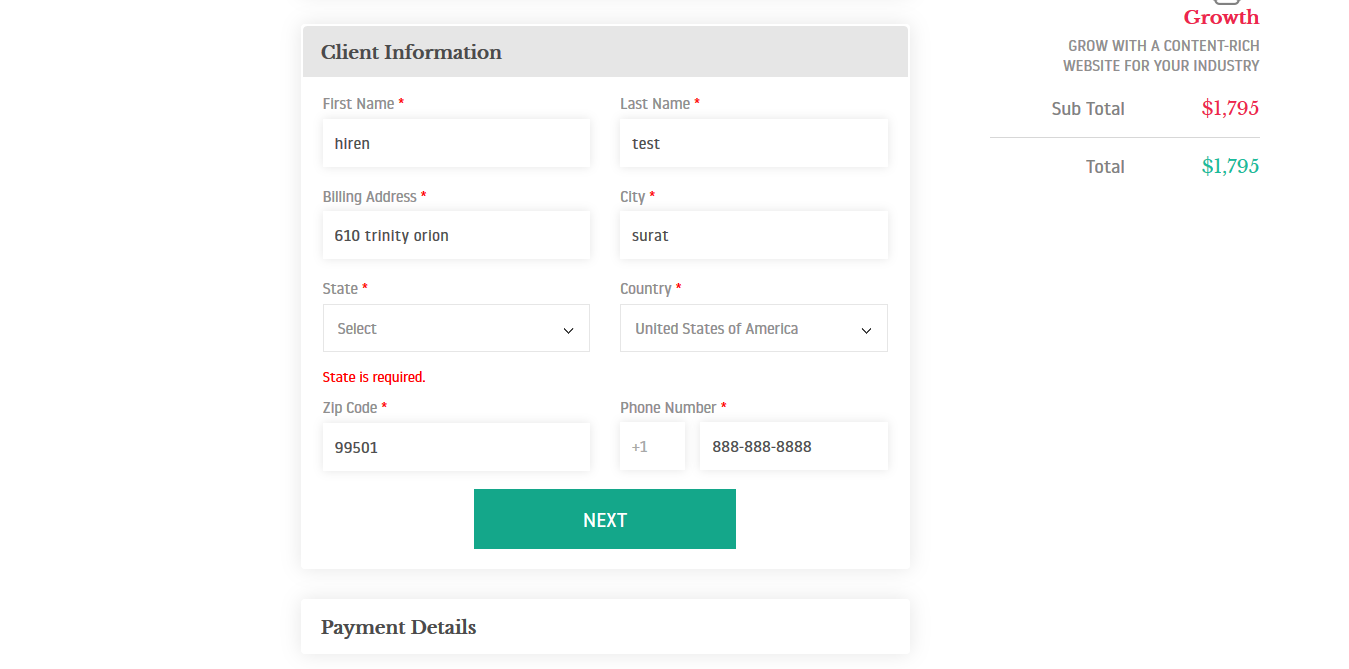 Client Information
First Name *
Last Name *
hiren
test
Billing Address *
City *
610 trinity orion
surat
State *
Country *
Select
United States of America
State is required.
Zip Code *
Phone Number *
99501
+1
888-888-8888
NEXT
Payment Details
Growth
GROW WITH A CONTENT-RICH
WEBSITE FOR YOUR INDUSTRY
Sub Total
$1,795
Total
$1,795